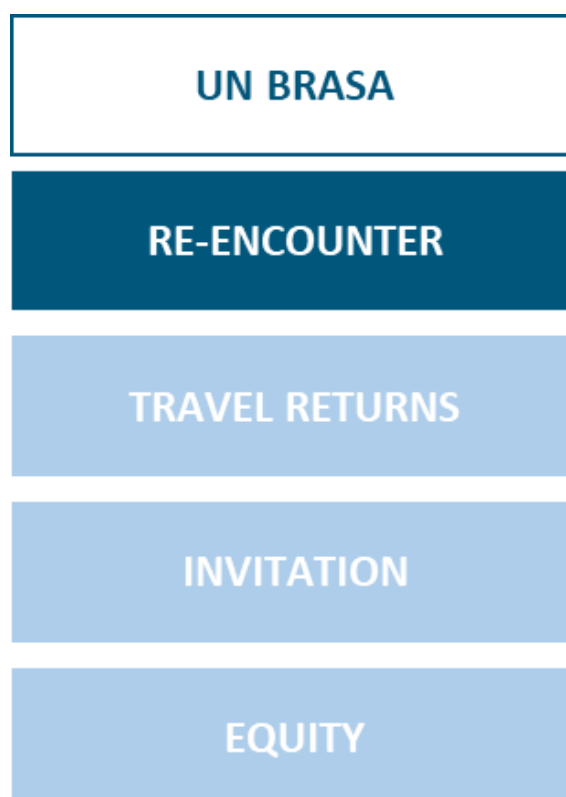 UN BRASA
RE-ENCOUNTER
TRAVEL RETURNS
INVITATION
EQUITY